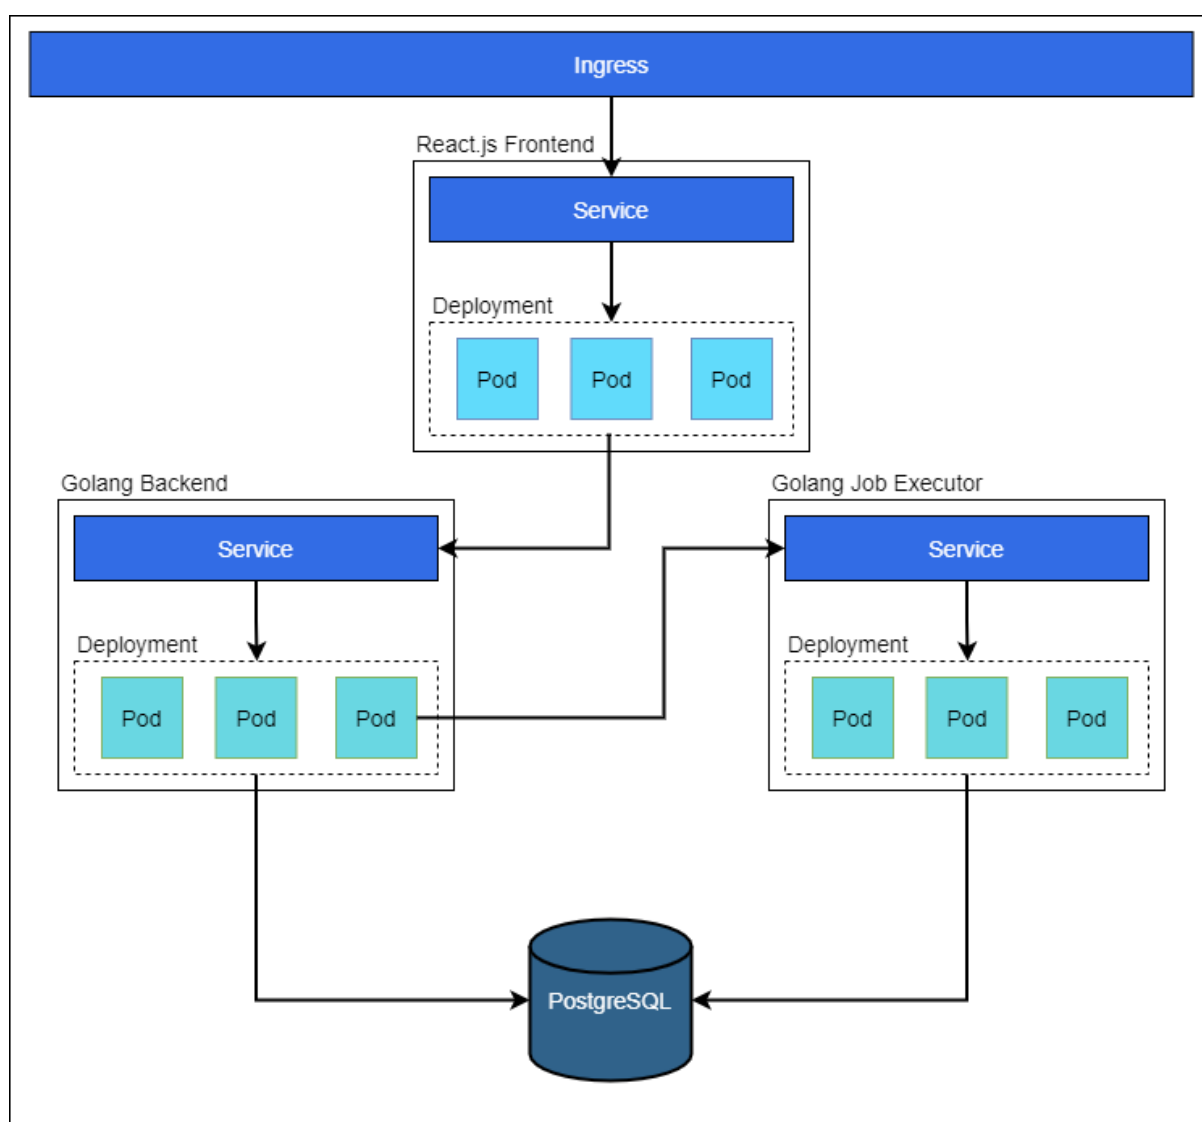 Ingress
React.js Frontend
Service
Deployment
Pod Pod Pod
Golang Backend
Service
Deployment
Pod Pod Pod
Golang Job Executor
Service
Deployment
Pod Pod Pod
PostgreSQL